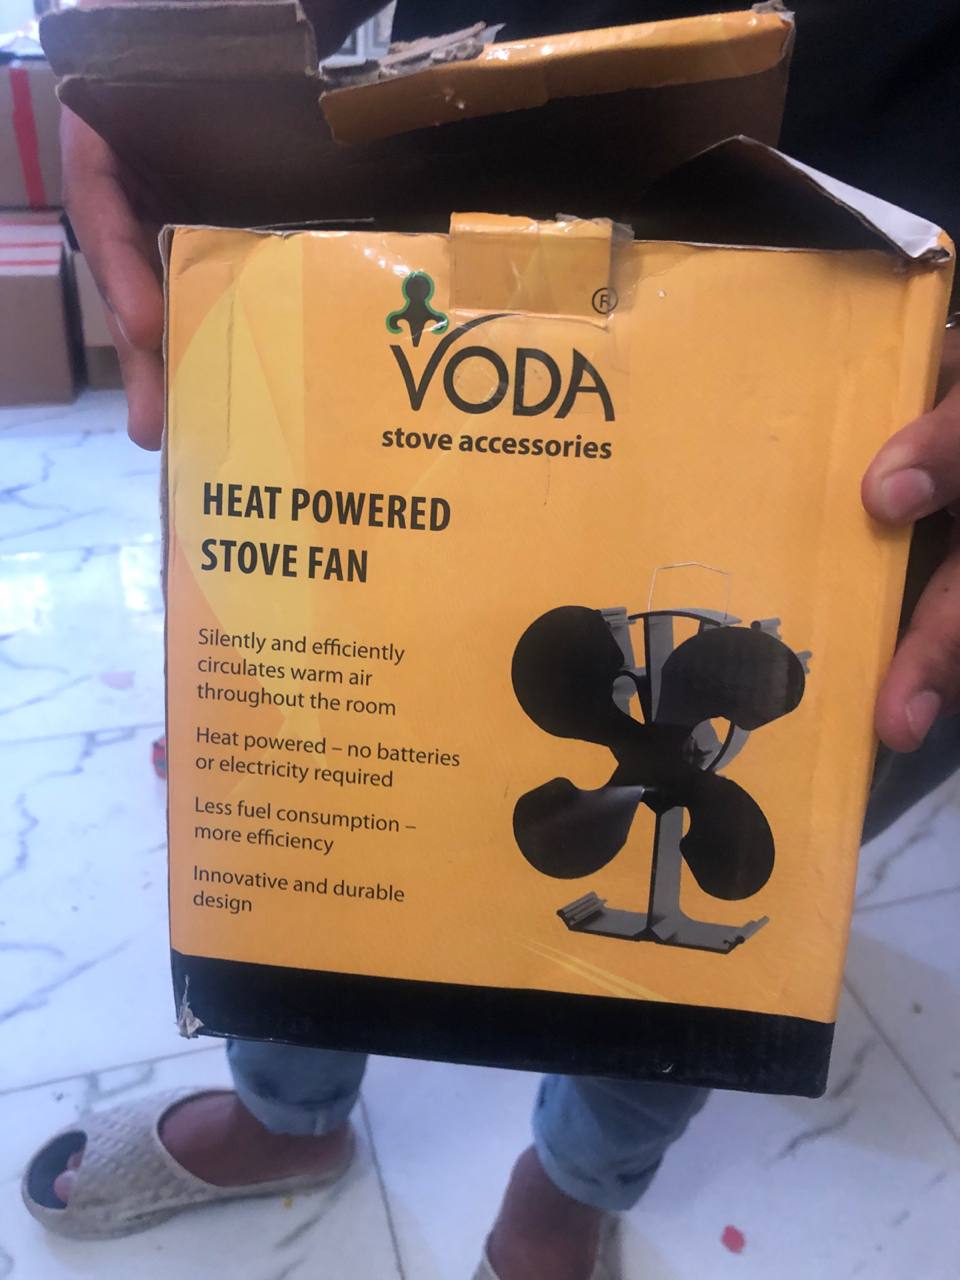 ®
VODA
stove accessories
HEAT POWERED
STOVE FAN
Silently and efficiently
circulates warm air
throughout the room
Heat powered – no batteries
or electricity required
Less fuel consumption –
more efficiency
Innovative and durable
design